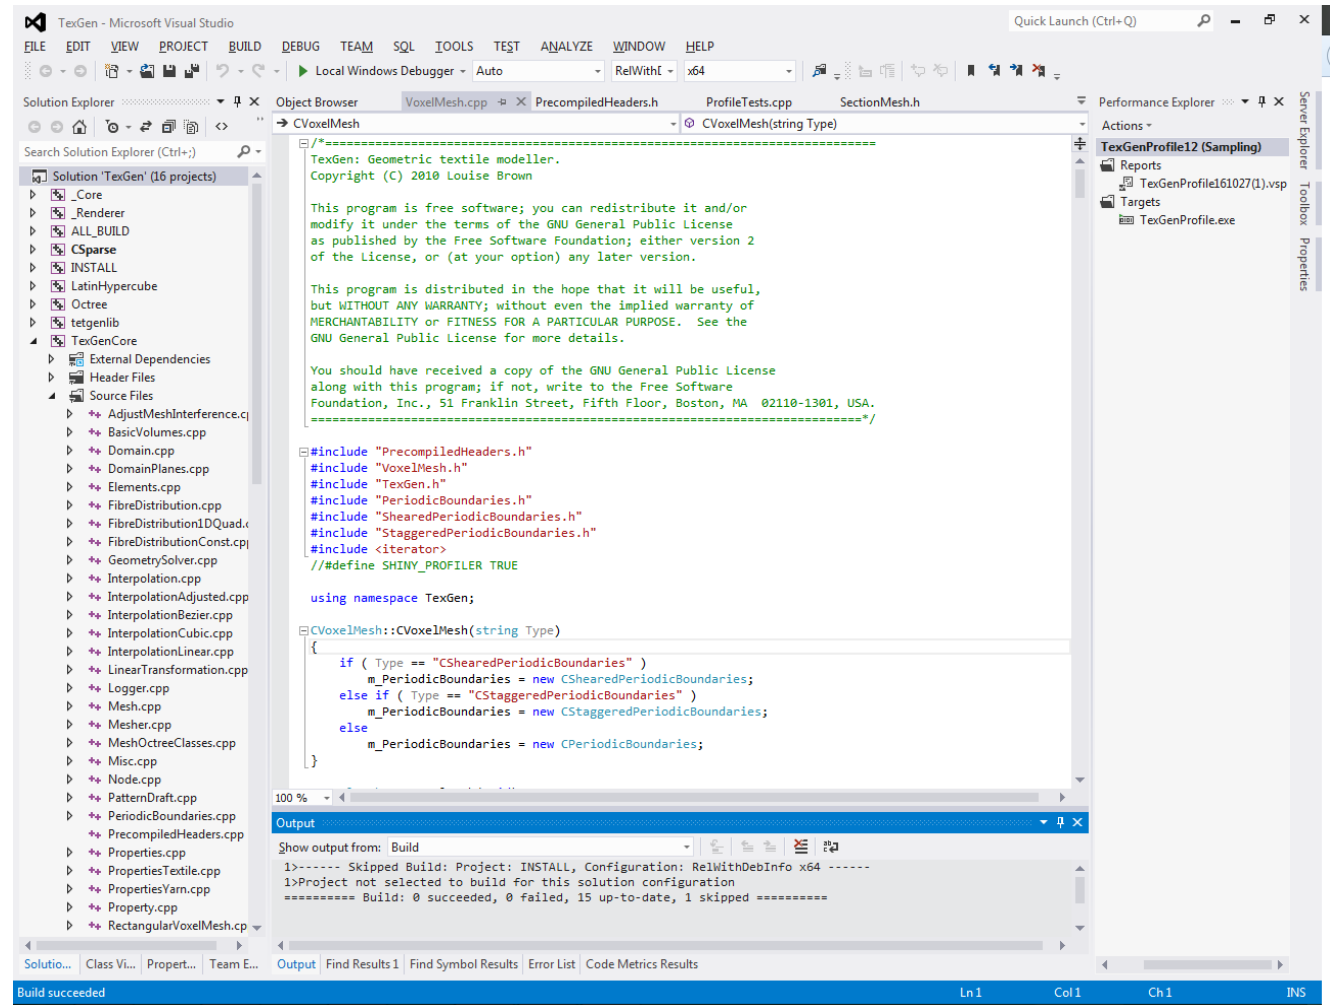 TexGen - Microsoft Visual Studio
Quick Launch (Ctrl+Q)
FILE EDIT VIEW PROJECT BUILD DEBUG TEAM SQL TOOLS TEST ANALYZE WINDOW HELP
Local Windows Debugger Auto RelWithI x64
Solution Explorer
Search Solution Explorer (Ctrl+;)
Solution 'TexGen' (16 projects)
_Core
_Renderer
ALL_BUILD
CSparse
INSTALL
LatinHypercube
Octree
tetgenlib
TexGenCore
External Dependencies
Header Files
Source Files
AdjustMeshInterference.c
BasicVolumes.cpp
Domain.cpp
DomainPlanes.cpp
Elements.cpp
FibreDistribution.cpp
FibreDistribution1DQuad.
FibreDistributionConst.cp
GeometrySolver.cpp
Interpolation.cpp
InterpolationAdjusted.cpp
InterpolationBezier.cpp
InterpolationCubic.cpp
InterpolationLinear.cpp
LinearTransformation.cpp
Logger.cpp
Mesh.cpp
Mesher.cpp
MeshOctreeClasses.cpp
Misc.cpp
Node.cpp
PatternDraft.cpp
PeriodicBoundaries.cpp
PrecompiledHeaders.cpp
Properties.cpp
PropertiesTextile.cpp
PropertiesYarn.cpp
Property.cpp
RectangularVoxelMesh.cp
Solutio... Class Vi... Propert... Team E...
Object Browser VoxelMesh.cpp PrecompiledHeaders.h ProfileTests.cpp SectionMesh.h
CVoxelMesh CVoxelMesh(string Type)
/*=============================================================================
TexGen: Geometric textile modeller.
Copyright (C) 2010 Louise Brown
This program is free software; you can redistribute it and/or
modify it under the terms of the GNU General Public License
as published by the Free Software Foundation; either version 2
of the License, or (at your option) any later version.
This program is distributed in the hope that it will be useful,
but WITHOUT ANY WARRANTY; without even the implied warranty of
MERCHANTABILITY or FITNESS FOR A PARTICULAR PURPOSE.  See the
GNU General Public License for more details.
You should have received a copy of the GNU General Public License
along with this program; if not, write to the Free Software
Foundation, Inc., 51 Franklin Street, Fifth Floor, Boston, MA  02110-1301, USA.
=============================================================================*/
#include "PrecompiledHeaders.h"
#include "VoxelMesh.h"
#include "TexGen.h"
#include "PeriodicBoundaries.h"
#include "ShearedPeriodicBoundaries.h"
#include "StaggeredPeriodicBoundaries.h"
#include <iterator>
//#define SHINY_PROFILER TRUE
using namespace TexGen;
CVoxelMesh::CVoxelMesh(string Type)
{
if ( Type == "CShearedPeriodicBoundaries" )
m_PeriodicBoundaries = new CShearedPeriodicBoundaries;
else if ( Type == "CStaggeredPeriodicBoundaries" )
m_PeriodicBoundaries = new CStaggeredPeriodicBoundaries;
else
m_PeriodicBoundaries = new CPeriodicBoundaries;
}
100 %
Output
Show output from: Build
1>------ Skipped Build: Project: INSTALL, Configuration: RelWithDebInfo x64 ------
1>Project not selected to build for this solution configuration
========== Build: 0 succeeded, 0 failed, 15 up-to-date, 1 skipped ==========
Output Find Results 1 Find Symbol Results Error List Code Metrics Results
Performance Explorer
Actions
TexGenProfile12 (Sampling)
Reports
TexGenProfile161027(1).vsp
Targets
TexGenProfile.exe
Server Explorer
Toolbox
Properties
Build succeeded Ln 1 Col 1 Ch 1 INS